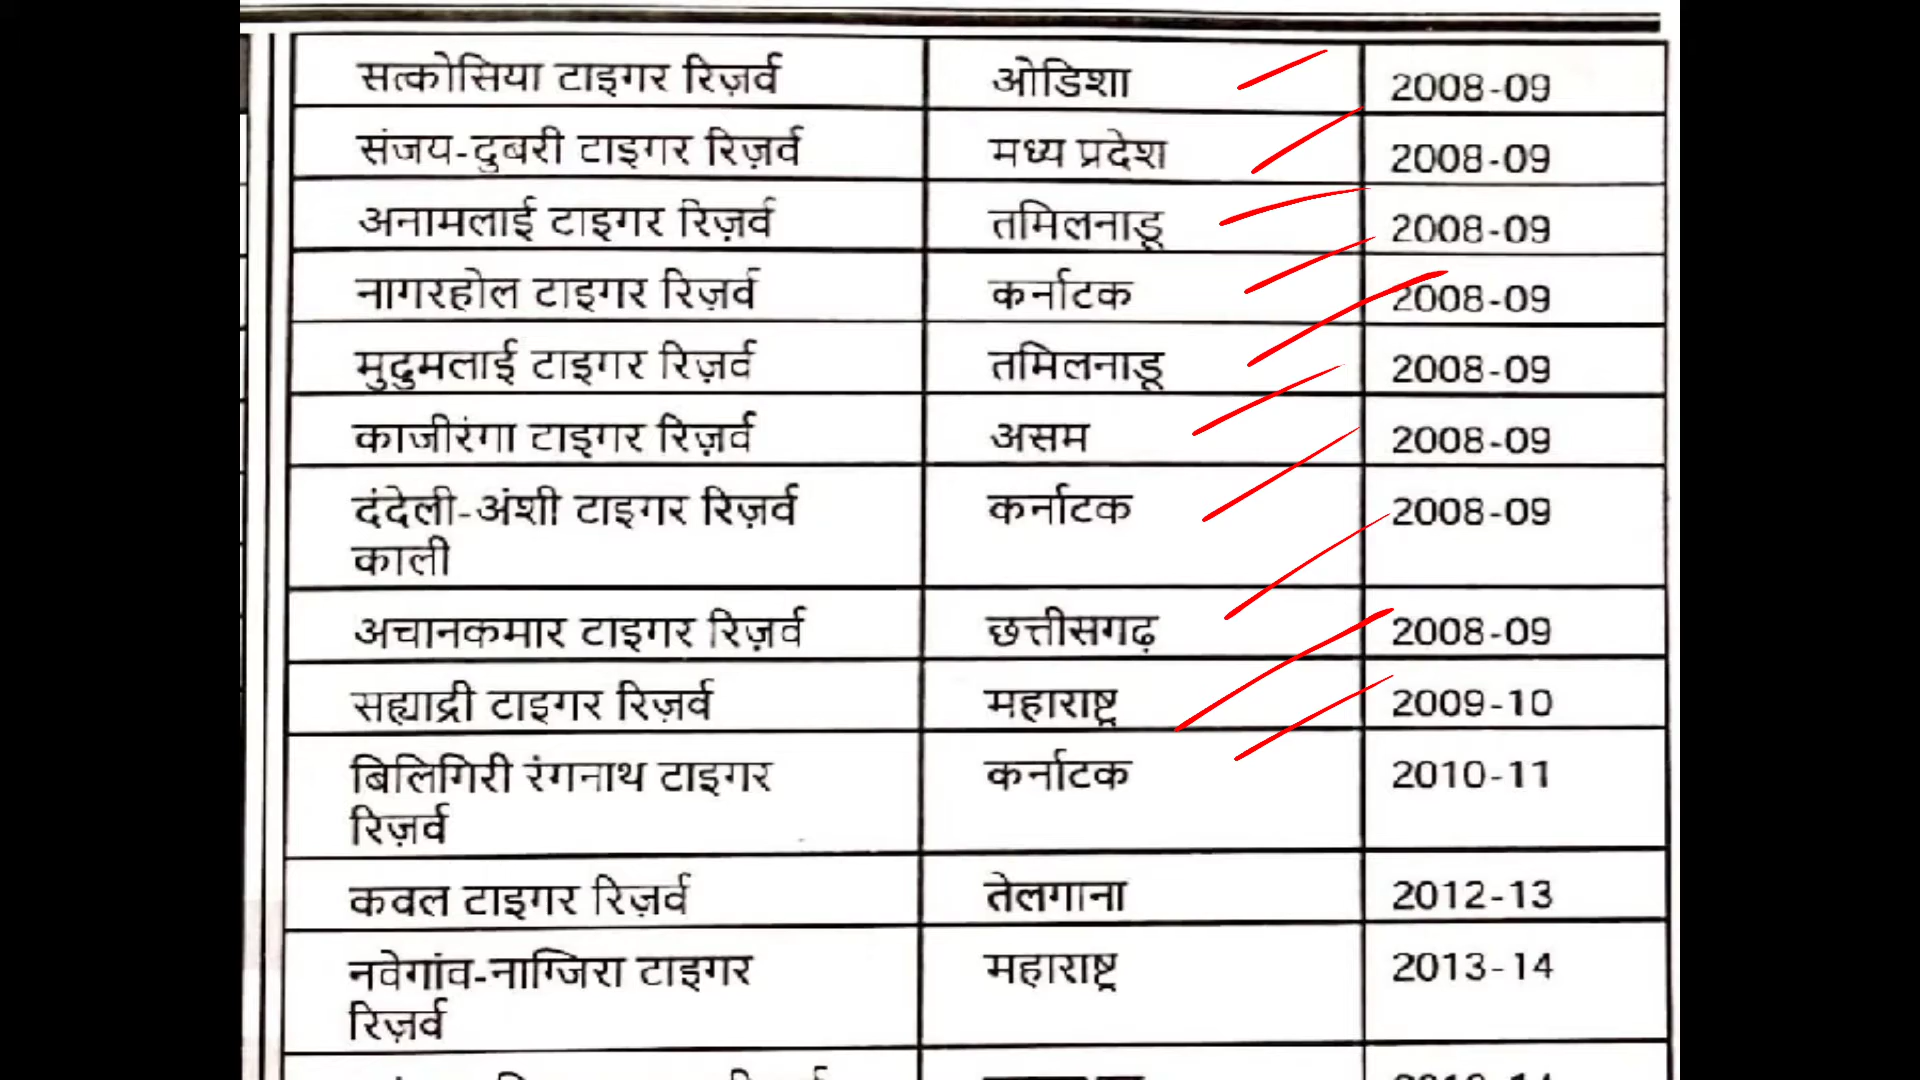 सत्कोसिया टाइगर रिज़र्व ओडिशा 2008-09
संजय-दुबरी टाइगर रिज़र्व मध्य प्रदेश 2008-09
अनामलाई टाइगर रिज़र्व तमिलनाडू 2008-09
नागरहोल टाइगर रिज़र्व कर्नाटक 2008-09
मुदुमलाई टाइगर रिज़र्व तमिलनाडू 2008-09
काजीरंगा टाइगर रिज़र्व असम 2008-09
दंदेली-अंशी टाइगर रिज़र्व कर्नाटक 2008-09
काली
अचानकमार टाइगर रिज़र्व छत्तीसगढ़ 2008-09
सह्याद्री टाइगर रिज़र्व महाराष्ट्र 2009-10
बिलिगिरी रंगनाथ टाइगर कर्नाटक 2010-11
रिज़र्व
कवल टाइगर रिज़र्व तेलगाना 2012-13
नवेगांव-नाग्जिरा टाइगर महाराष्ट्र 2013-14
रिज़र्व